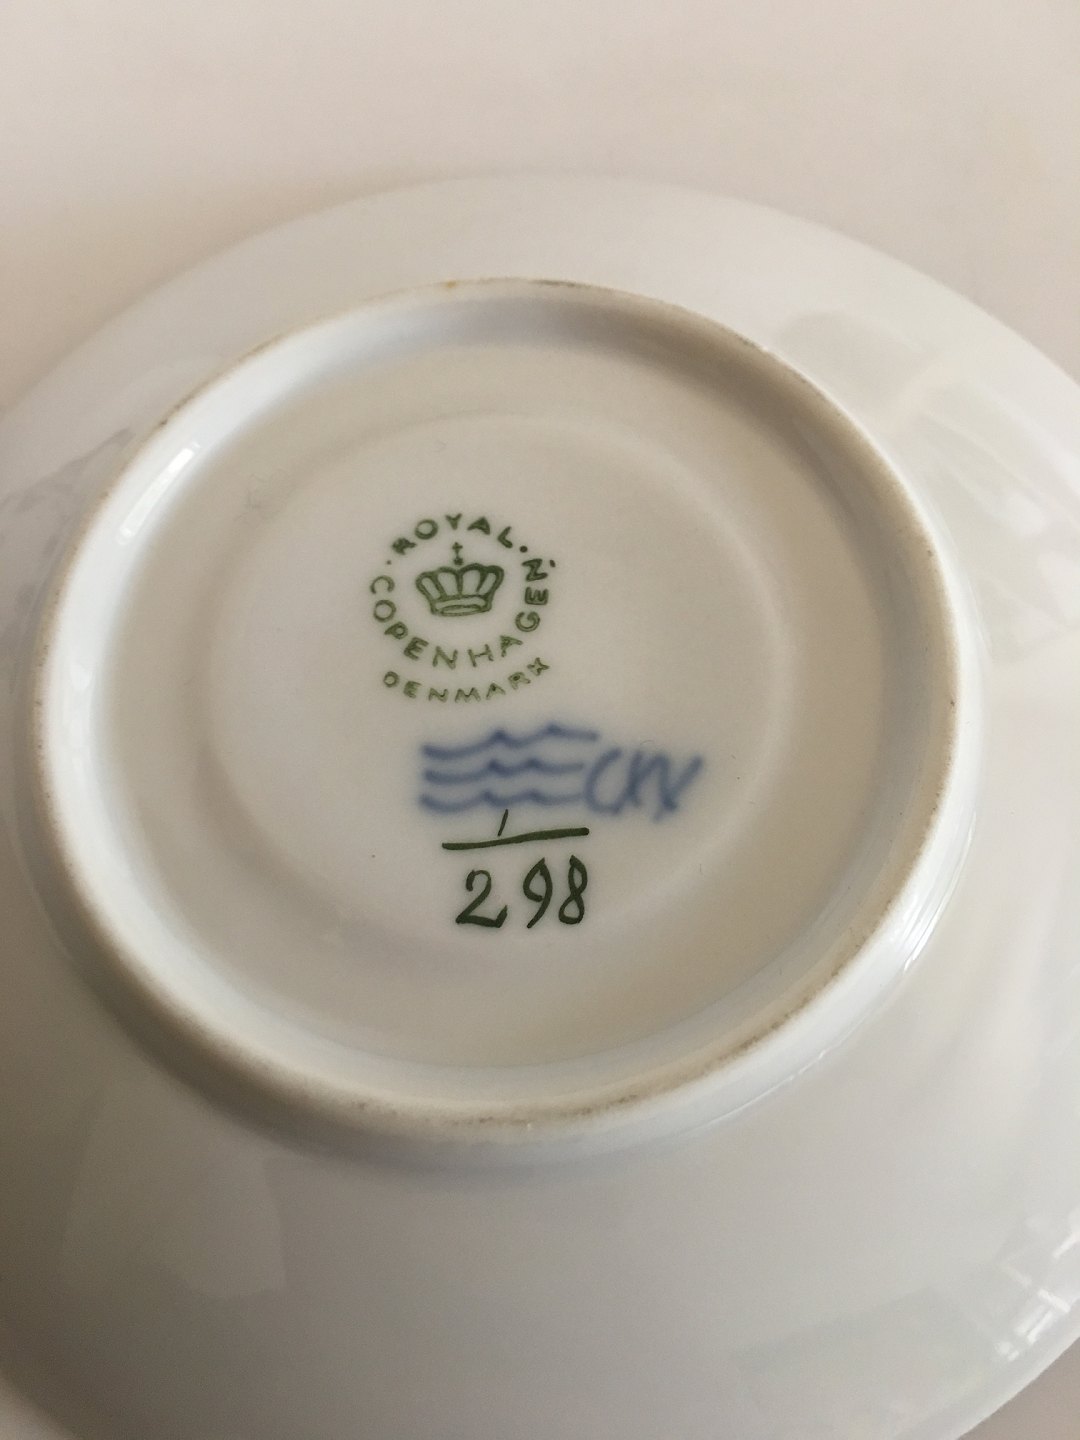 ROYAL.
COPENHAGEN.
DENMARK
1
298